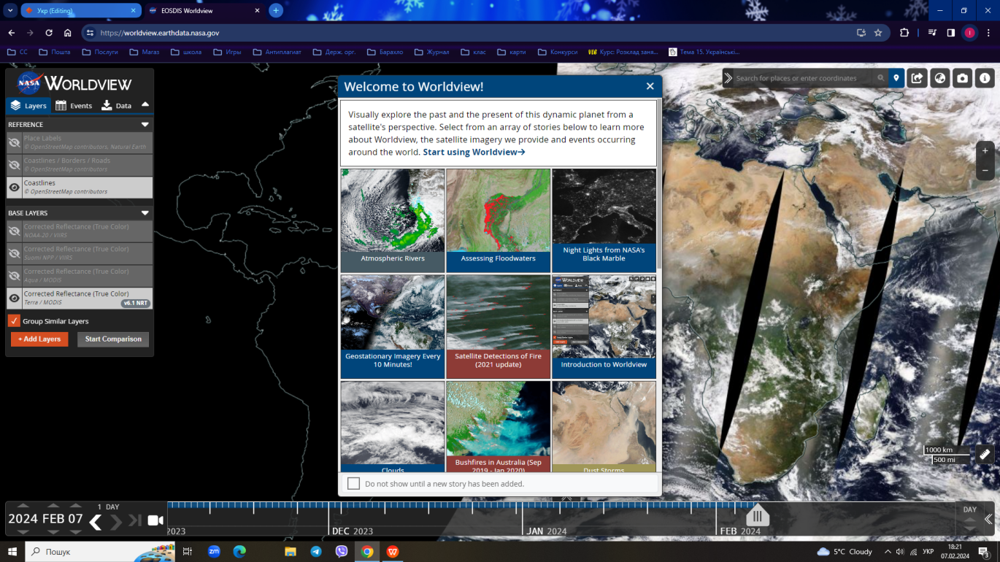 Укр (Editing)
EOSDIS Worldview
https://worldview.earthdata.nasa.gov
СС
Пошта
Послуги
Магаз
школа
Игры
Антиплагиат
Держ. орг.
Барахло
Журнал
клас
карти
Конкурси
VLE Курс: Розклад заня...
Тема 15. Українські...
NASA WORLDVIEW
Layers
Events
Data
REFERENCE
Place Labels
© OpenStreetMap contributors, Natural Earth
Coastlines / Borders / Roads
© OpenStreetMap contributors
Coastlines
© OpenStreetMap contributors
BASE LAYERS
Corrected Reflectance (True Color)
NOAA-20 / VIIRS
Corrected Reflectance (True Color)
Suomi NPP / VIIRS
Corrected Reflectance (True Color)
Aqua / MODIS
Corrected Reflectance (True Color)
Terra / MODIS
v6.1 NRT
Group Similar Layers
+ Add Layers
Start Comparison
Welcome to Worldview!
Visually explore the past and the present of this dynamic planet from a
satellite's perspective. Select from an array of stories below to learn more
about Worldview, the satellite imagery we provide and events occurring
around the world. Start using Worldview→
Atmospheric Rivers
Assessing Floodwaters
Night Lights from NASA's
Black Marble
Geostationary Imagery Every
10 Minutes!
Satellite Detections of Fire
(2021 update)
Introduction to Worldview
Clouds
Bushfires in Australia (Sep
2019 - Jan 2020)
Dust Storms
Do not show until a new story has been added.
Search for places or enter coordinates
1000 km
500 mi
2024 FEB 07
1 DAY
2023
DEC 2023
JAN 2024
FEB 2024
DAY
Пошук
zm
5°C Cloudy
УКР
18:21
07.02.2024
3